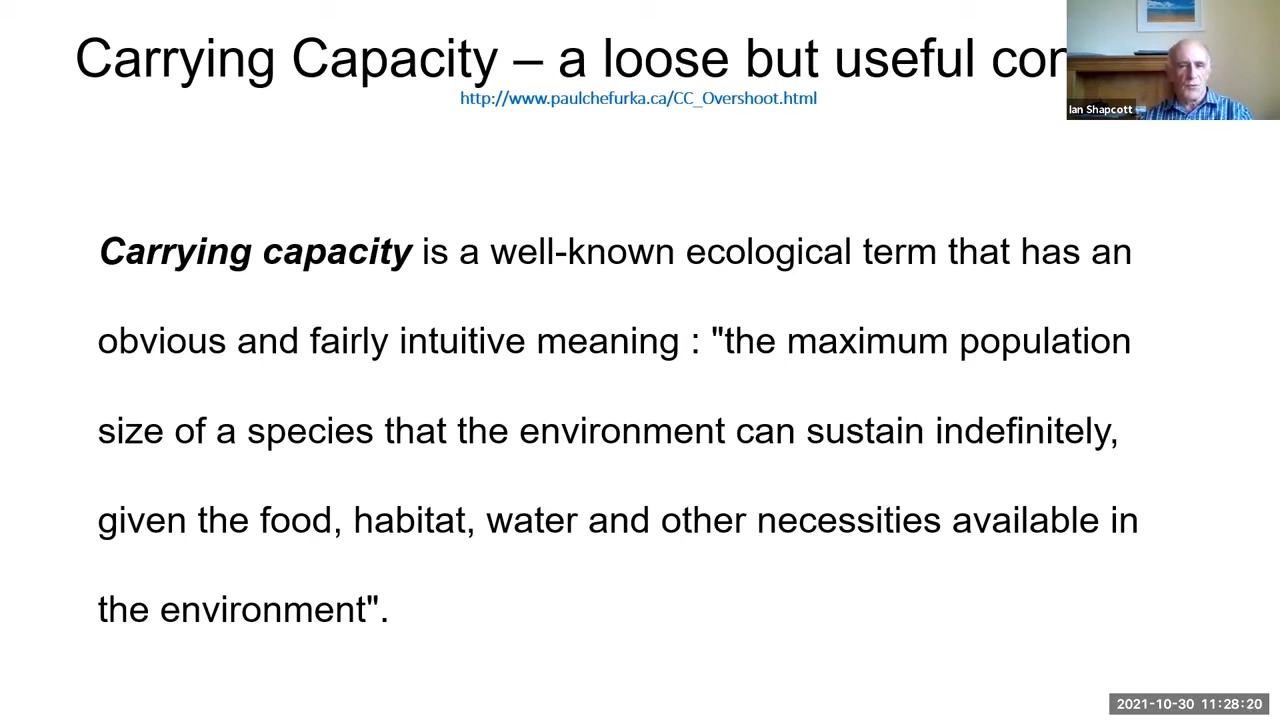 Carrying Capacity – a loose but useful con
http://www.paulchefurka.ca/CC_Overshoot.html
Ian Shapcott
Carrying capacity is a well-known ecological term that has an
obvious and fairly intuitive meaning : "the maximum population
size of a species that the environment can sustain indefinitely,
given the food, habitat, water and other necessities available in
the environment".
2021-10-30 11:28:20